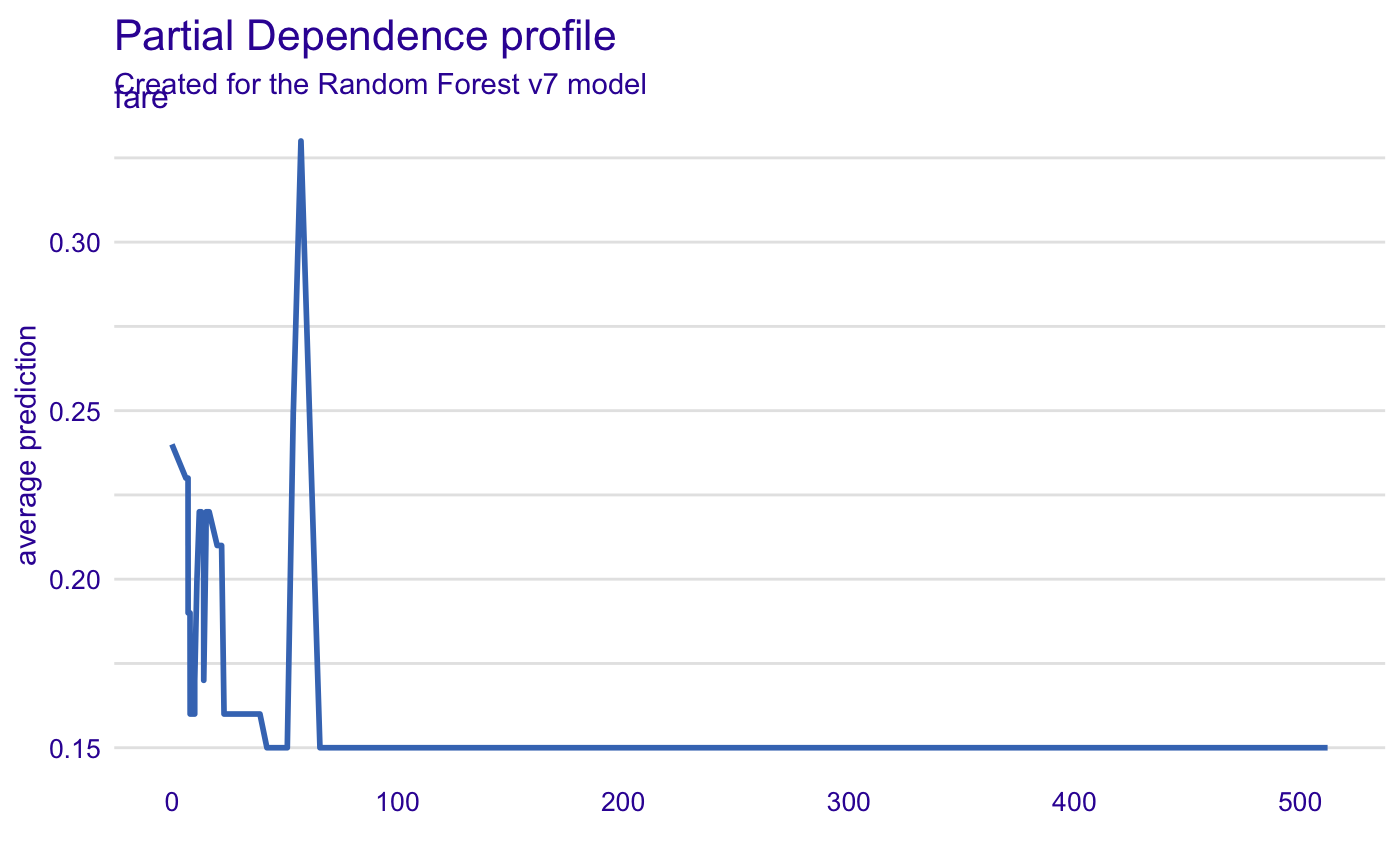 Partial Dependence profile
Created for the Random Forest v7 model
fare
average prediction
0.30
0.25
0.20
0.15
0 100 200 300 400 500